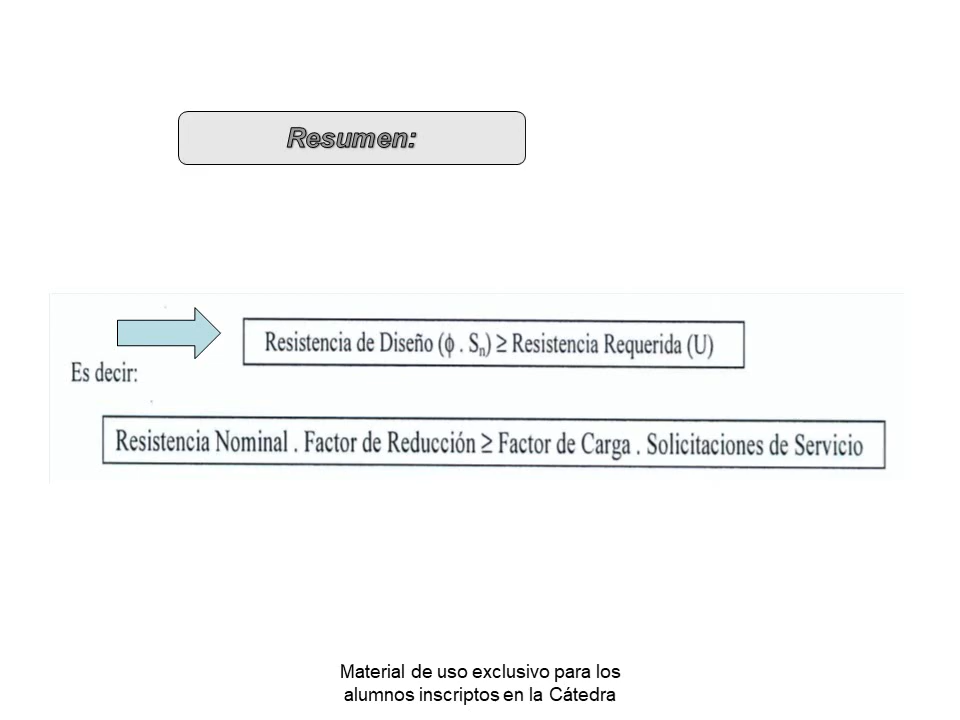 Resumen:
Resistencia de Diseño (ϕ . Sₙ) ≥ Resistencia Requerida (U)
Es decir:
Resistencia Nominal . Factor de Reducción ≥ Factor de Carga . Solicitaciones de Servicio
Material de uso exclusivo para los
alumnos inscriptos en la Cátedra